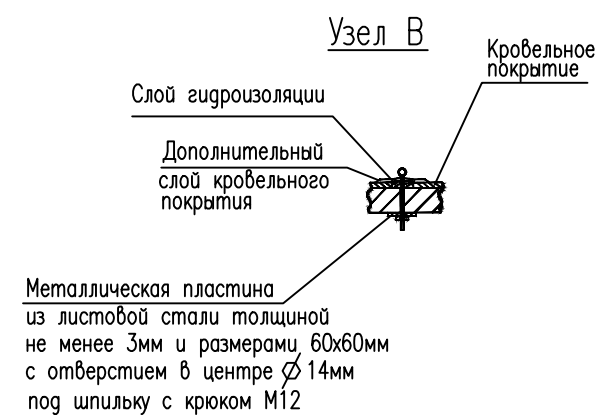 Узел В
Кровельное
покрытие
Слой гидроизоляции
Дополнительный
слой кровельного
покрытия
Металлическая пластина
из листовой стали толщиной
не менее 3мм и размерами 60х60мм
с отверстием в центре ⌀14мм
под шпильку с крюком М12